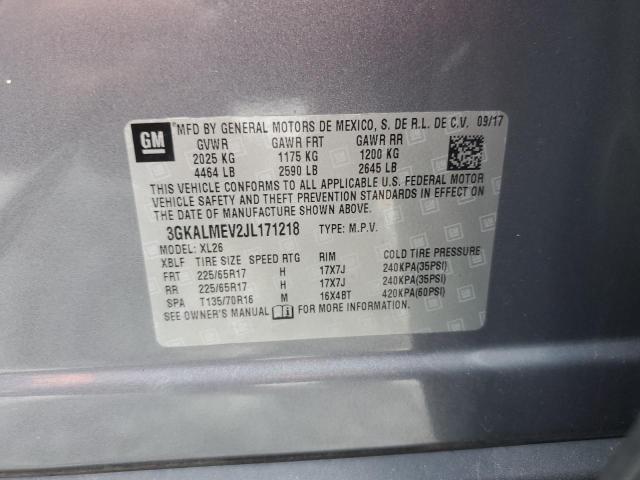 GM
MFD BY GENERAL MOTORS DE MEXICO, S. DE R.L. DE C.V. 09/17
GVWR GAWR FRT GAWR RR
2025 KG 1175 KG 1200 KG
4464 LB 2590 LB 2645 LB
THIS VEHICLE CONFORMS TO ALL APPLICABLE U.S. FEDERAL MOTOR
VEHICLE SAFETY AND THEFT PREVENTION STANDARDS IN EFFECT ON
THE DATE OF MANUFACTURE SHOWN ABOVE.
3GKALMEV2JL171218 TYPE: M.P.V.
MODEL: XL26
XBLF TIRE SIZE SPEED RTG RIM COLD TIRE PRESSURE
FRT 225/65R17 H 17X7J 240KPA(35PSI)
RR 225/65R17 H 17X7J 240KPA(35PSI)
SPA T135/70R16 M 16X4BT 420KPA(60PSI)
SEE OWNER'S MANUAL FOR MORE INFORMATION.